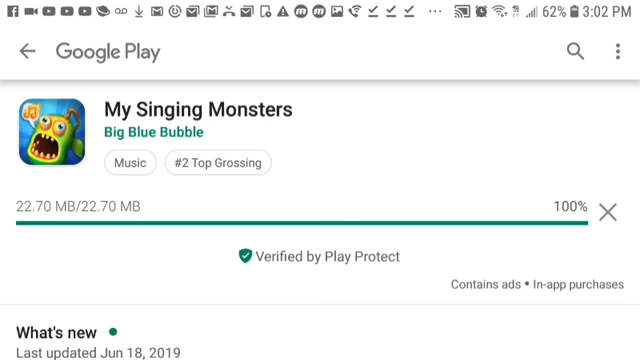 62% 3:02 PM
Google Play
My Singing Monsters
Big Blue Bubble
Music #2 Top Grossing
22.70 MB/22.70 MB 100%
Verified by Play Protect
Contains ads • In-app purchases
What's new
Last updated Jun 18, 2019